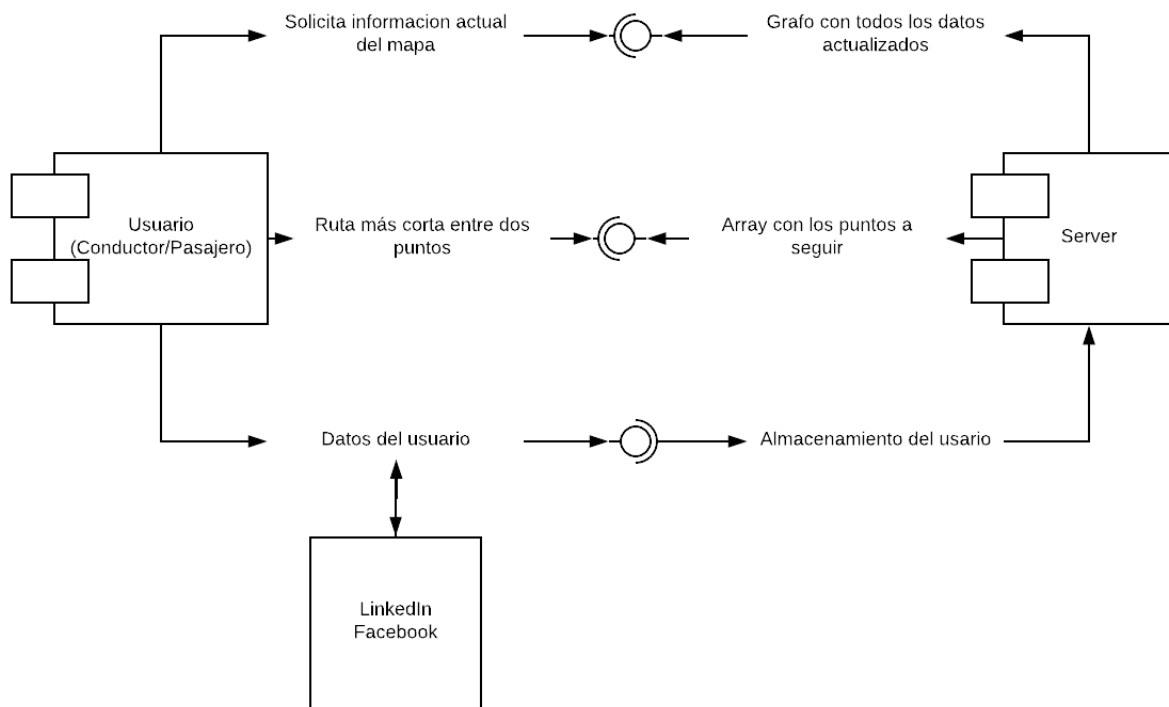 Solicita informacion actual
del mapa
Grafo con todos los datos
actualizados
Usuario
(Conductor/Pasajero)
Ruta más corta entre dos
puntos
Array con los puntos a
seguir
Server
Datos del usuario
Almacenamiento del usario
LinkedIn
Facebook